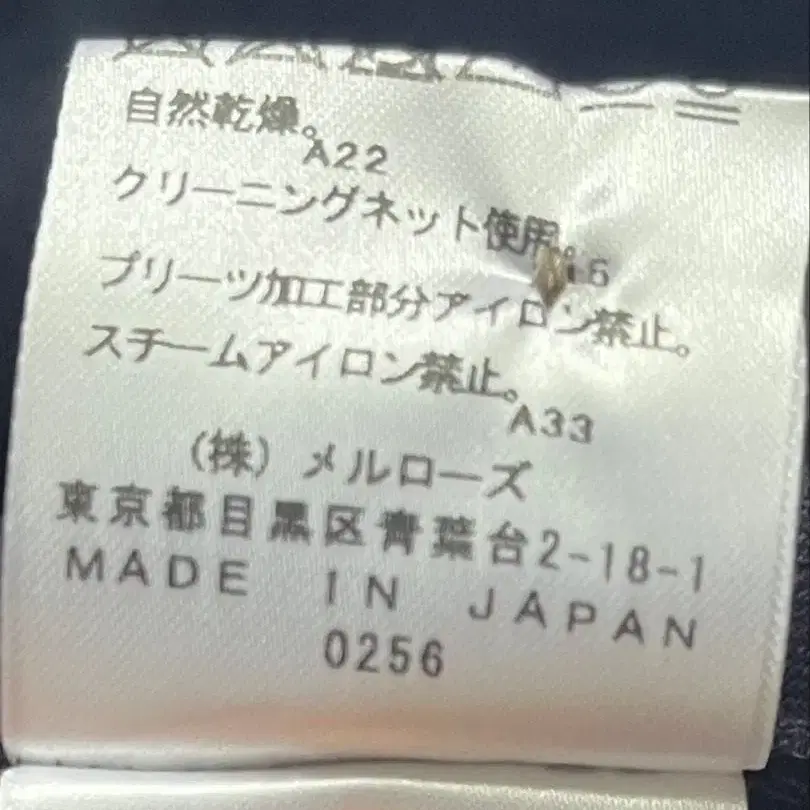 自然乾燥。
A22
クリーニングネット使用。
プリーツ加工部分アイロン禁止。
スチームアイロン禁止。
A33
(株) メルローズ
東京都目黒区青葉台2-18-1
MADE IN JAPAN
0256